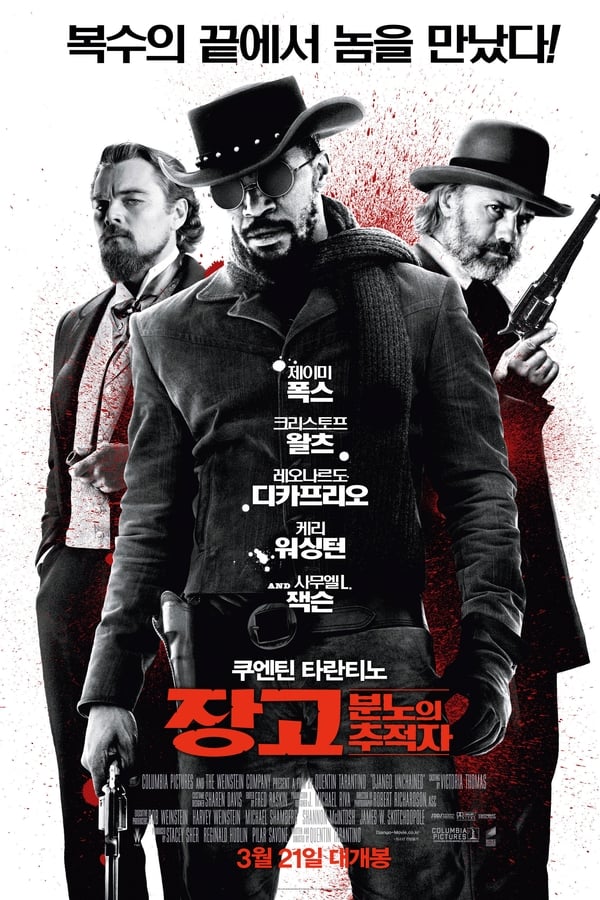 복수의 끝에서 놈을 만났다!
제이미
폭스
크리스토프
왈츠
레오나르도
디카프리오
케리
워싱턴
AND 사무엘 L.
잭슨
쿠엔틴 타란티노
장고 분노의
추적자
COLUMBIA PICTURES AND THE WEINSTEIN COMPANY PRESENT A FILM BY QUENTIN TARANTINO "DJANGO UNCHAINED" CASTING BY VICTORIA THOMAS
SHAREN DAVIS FRED RASKIN J. MICHAEL RIVA ROBERT RICHARDSON, ASC
BOB WEINSTEIN HARVEY WEINSTEIN MICHAEL SHAMBERG SHANNON MCINTOSH JAMES W. SKOTCHDOPOLE
STACEY SHER REGINALD HUDLIN PILAR SAVONE QUENTIN TARANTINO
COLUMBIA
PICTURES
3월 21일 대개봉